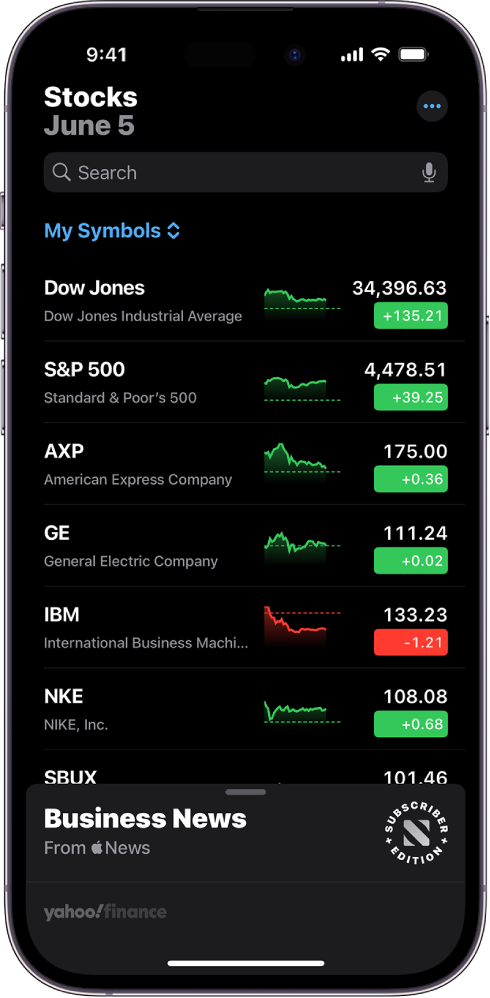 9:41
Stocks
June 5
Search
My Symbols
Dow Jones
34,396.63
Dow Jones Industrial Average
+135.21
S&P 500
4,478.51
Standard & Poor’s 500
+39.25
AXP
175.00
American Express Company
+0.36
GE
111.24
General Electric Company
+0.02
IBM
133.23
International Business Machi...
-1.21
NKE
108.08
NIKE, Inc.
+0.68
SBUX
101.46
Business News
From News
SUBSCRIBER
EDITION
yahoo!finance